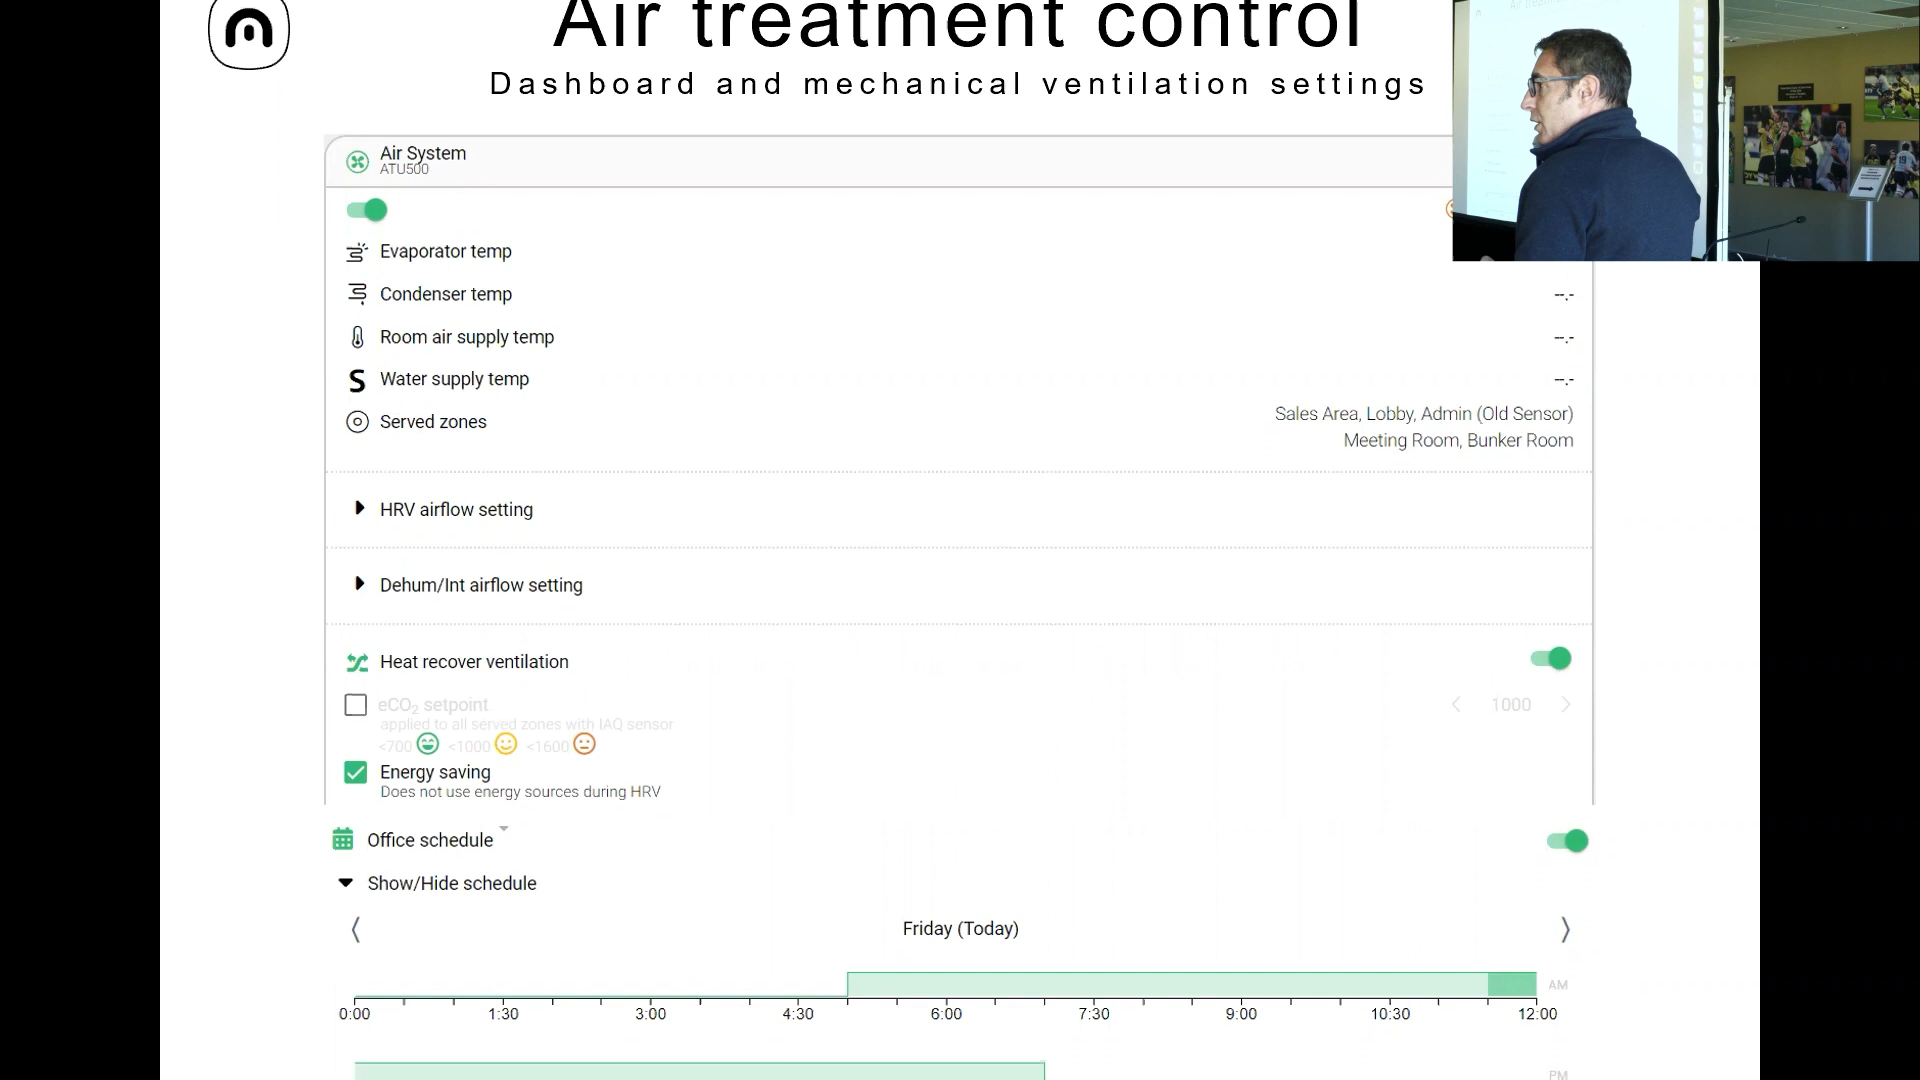 Air treatment control
Dashboard and mechanical ventilation settings
Air System
ATU500
Evaporator temp
Condenser temp --.-
Room air supply temp --.-
Water supply temp --.-
Served zones
Sales Area, Lobby, Admin (Old Sensor)
Meeting Room, Bunker Room
HRV airflow setting
Dehum/Int airflow setting
Heat recover ventilation
eCO₂ setpoint < 1000 >
applied to all served zones with IAQ sensor
<700 <1000 <1600
Energy saving
Does not use energy sources during HRV
Office schedule
Show/Hide schedule
Friday (Today)
AM
0:00 1:30 3:00 4:30 6:00 7:30 9:00 10:30 12:00
PM